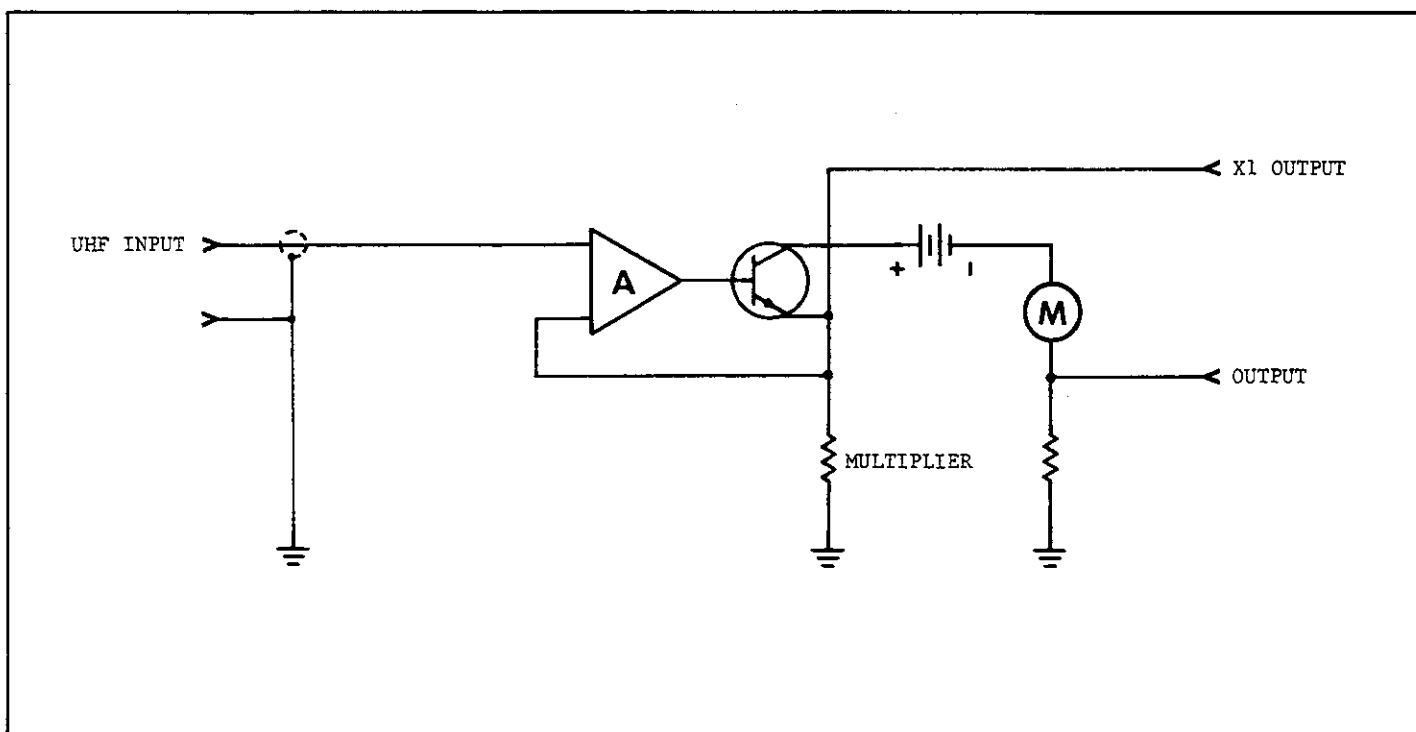 X1 OUTPUT
UHF INPUT
A
+ -
M
OUTPUT
MULTIPLIER